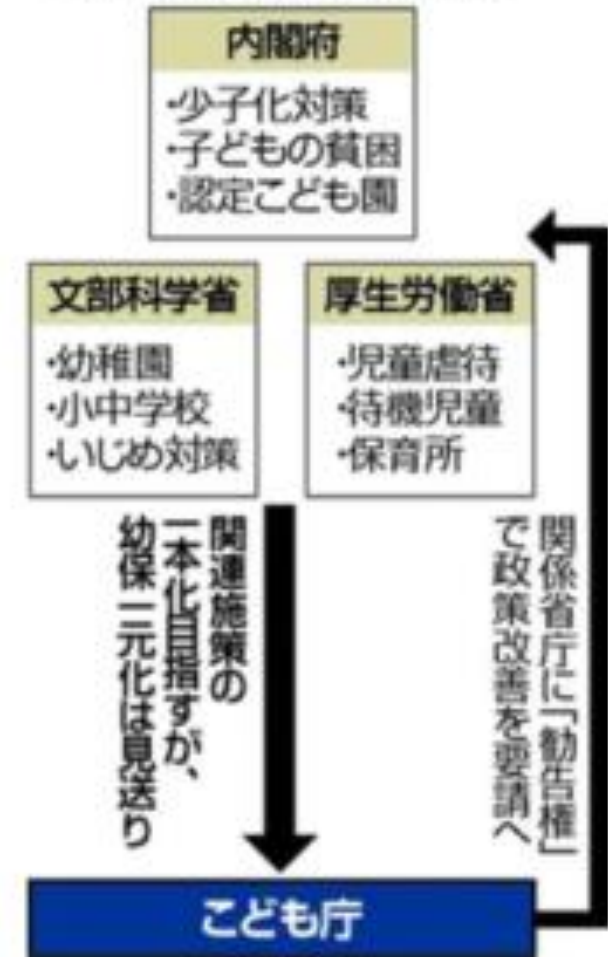 内閣府
・少子化対策
・子どもの貧困
・認定こども園
文部科学省
・幼稚園
・小中学校
・いじめ対策
厚生労働省
・児童虐待
・待機児童
・保育所
関連施策の
一本化目指すが、
幼保一元化は見送り
関係省庁に「勧告権」
で政策改善を要請へ
こども庁